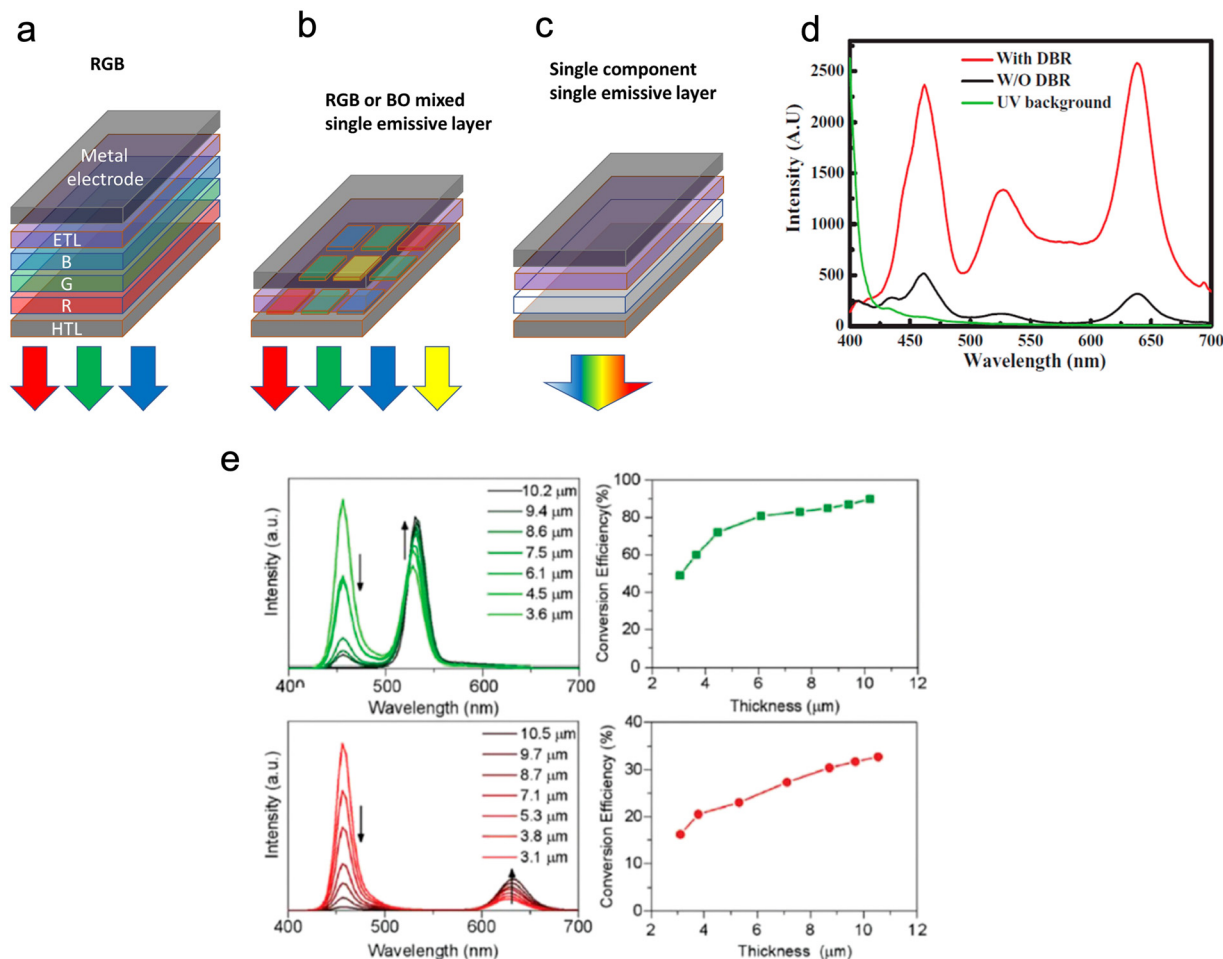 a
RGB
Metal
electrode
ETL
B
G
R
HTL
b
RGB or BO mixed
single emissive layer
c
Single component
single emissive layer
d
With DBR
W/O DBR
UV background
Intensity (A.U)
2500
2000
1500
1000
500
0
400 450 500 550 600 650 700
Wavelength (nm)
e
Intensity (a.u.)
10.2 μm
9.4 μm
8.6 μm
7.5 μm
6.1 μm
4.5 μm
3.6 μm
400 500 600 700
Wavelength (nm)
Conversion Efficiency(%)
100
80
60
40
20
0
2 4 6 8 10 12
Thickness (μm)
Intensity (a.u.)
10.5 μm
9.7 μm
8.7 μm
7.1 μm
5.3 μm
3.8 μm
3.1 μm
400 500 600 700
Wavelength (nm)
Conversion Efficiency (%)
40
30
20
10
0
2 4 6 8 10 12
Thickness (μm)